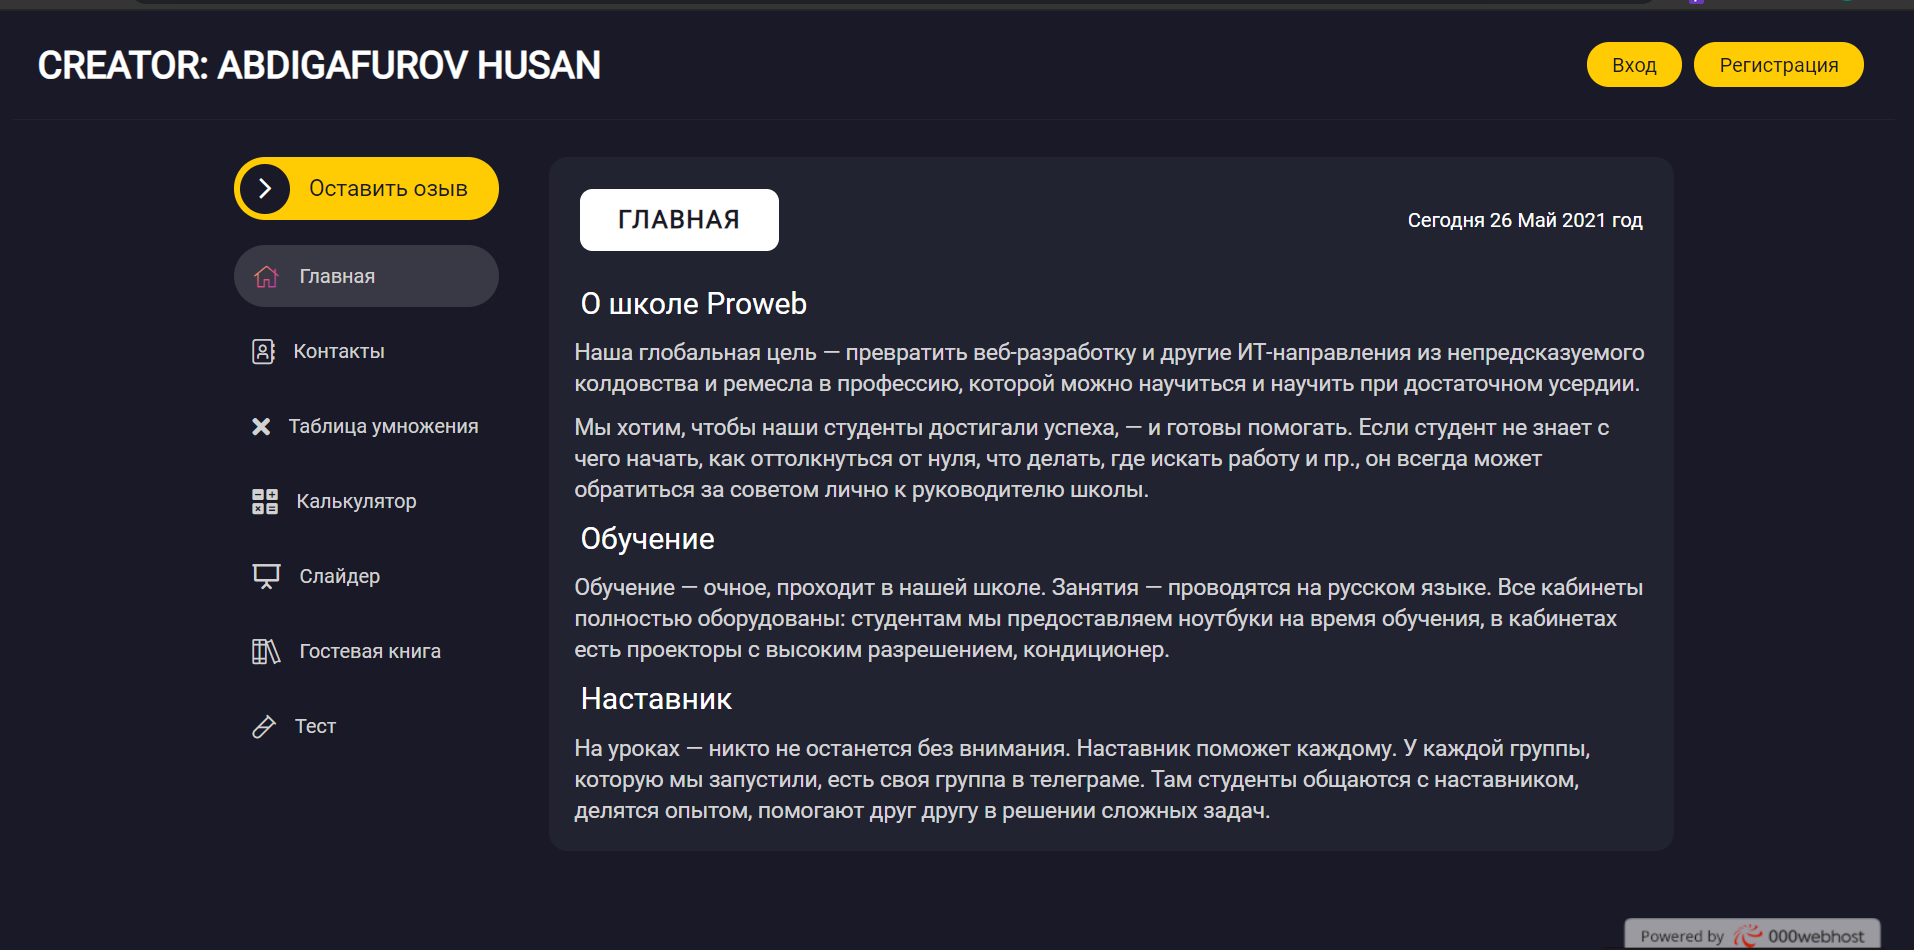 CREATOR: ABDIGAFUROV HUSAN
Вход
Регистрация
Оставить озыв
Главная
Контакты
Таблица умножения
Калькулятор
Слайдер
Гостевая книга
Тест
ГЛАВНАЯ
Сегодня 26 Май 2021 год
О школе Proweb
Наша глобальная цель — превратить веб-разработку и другие ИТ-направления из непредсказуемого
колдовства и ремесла в профессию, которой можно научиться и научить при достаточном усердии.
Мы хотим, чтобы наши студенты достигали успеха, — и готовы помогать. Если студент не знает с
чего начать, как оттолкнуться от нуля, что делать, где искать работу и пр., он всегда может
обратиться за советом лично к руководителю школы.
Обучение
Обучение — очное, проходит в нашей школе. Занятия — проводятся на русском языке. Все кабинеты
полностью оборудованы: студентам мы предоставляем ноутбуки на время обучения, в кабинетах
есть проекторы с высоким разрешением, кондиционер.
Наставник
На уроках — никто не останется без внимания. Наставник поможет каждому. У каждой группы,
которую мы запустили, есть своя группа в телеграме. Там студенты общаются с наставником,
делятся опытом, помогают друг другу в решении сложных задач.
Powered by 000webhost